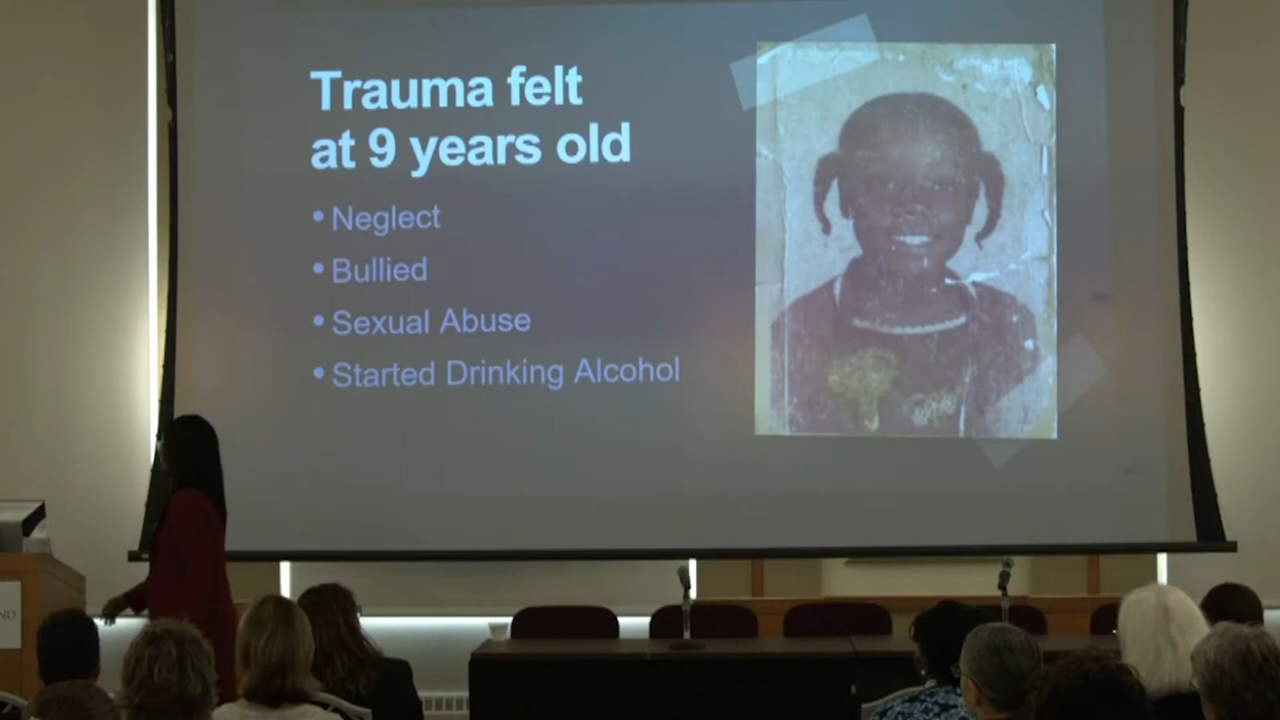 Trauma felt
at 9 years old
• Neglect
• Bullied
• Sexual Abuse
• Started Drinking Alcohol